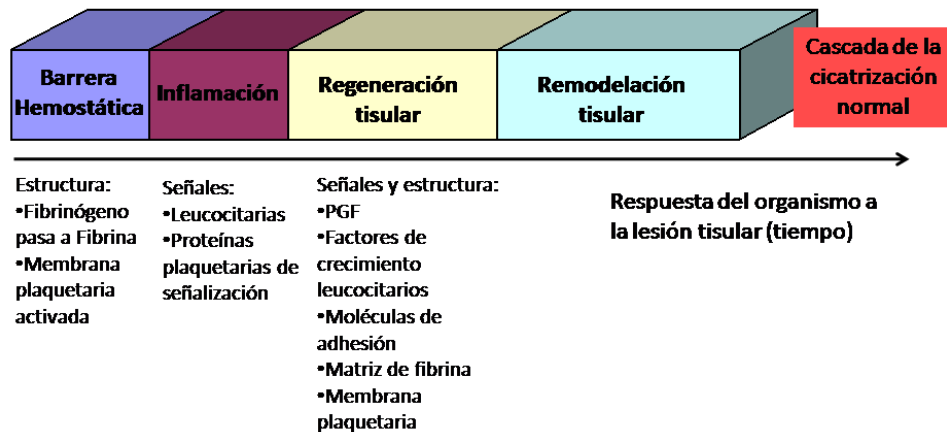 Barrera
Hemostática
Inflamación
Regeneración
tisular
Remodelación
tisular
Cascada de la
cicatrización
normal
Estructura:
•Fibrinógeno
pasa a Fibrina
•Membrana
plaquetaria
activada
Señales:
•Leucocitarias
•Proteínas
plaquetarias de
señalización
Señales y estructura:
•PGF
•Factores de
crecimiento
leucocitarios
•Moléculas de
adhesión
•Matriz de fibrina
•Membrana
plaquetaria
Respuesta del organismo a
la lesión tisular (tiempo)